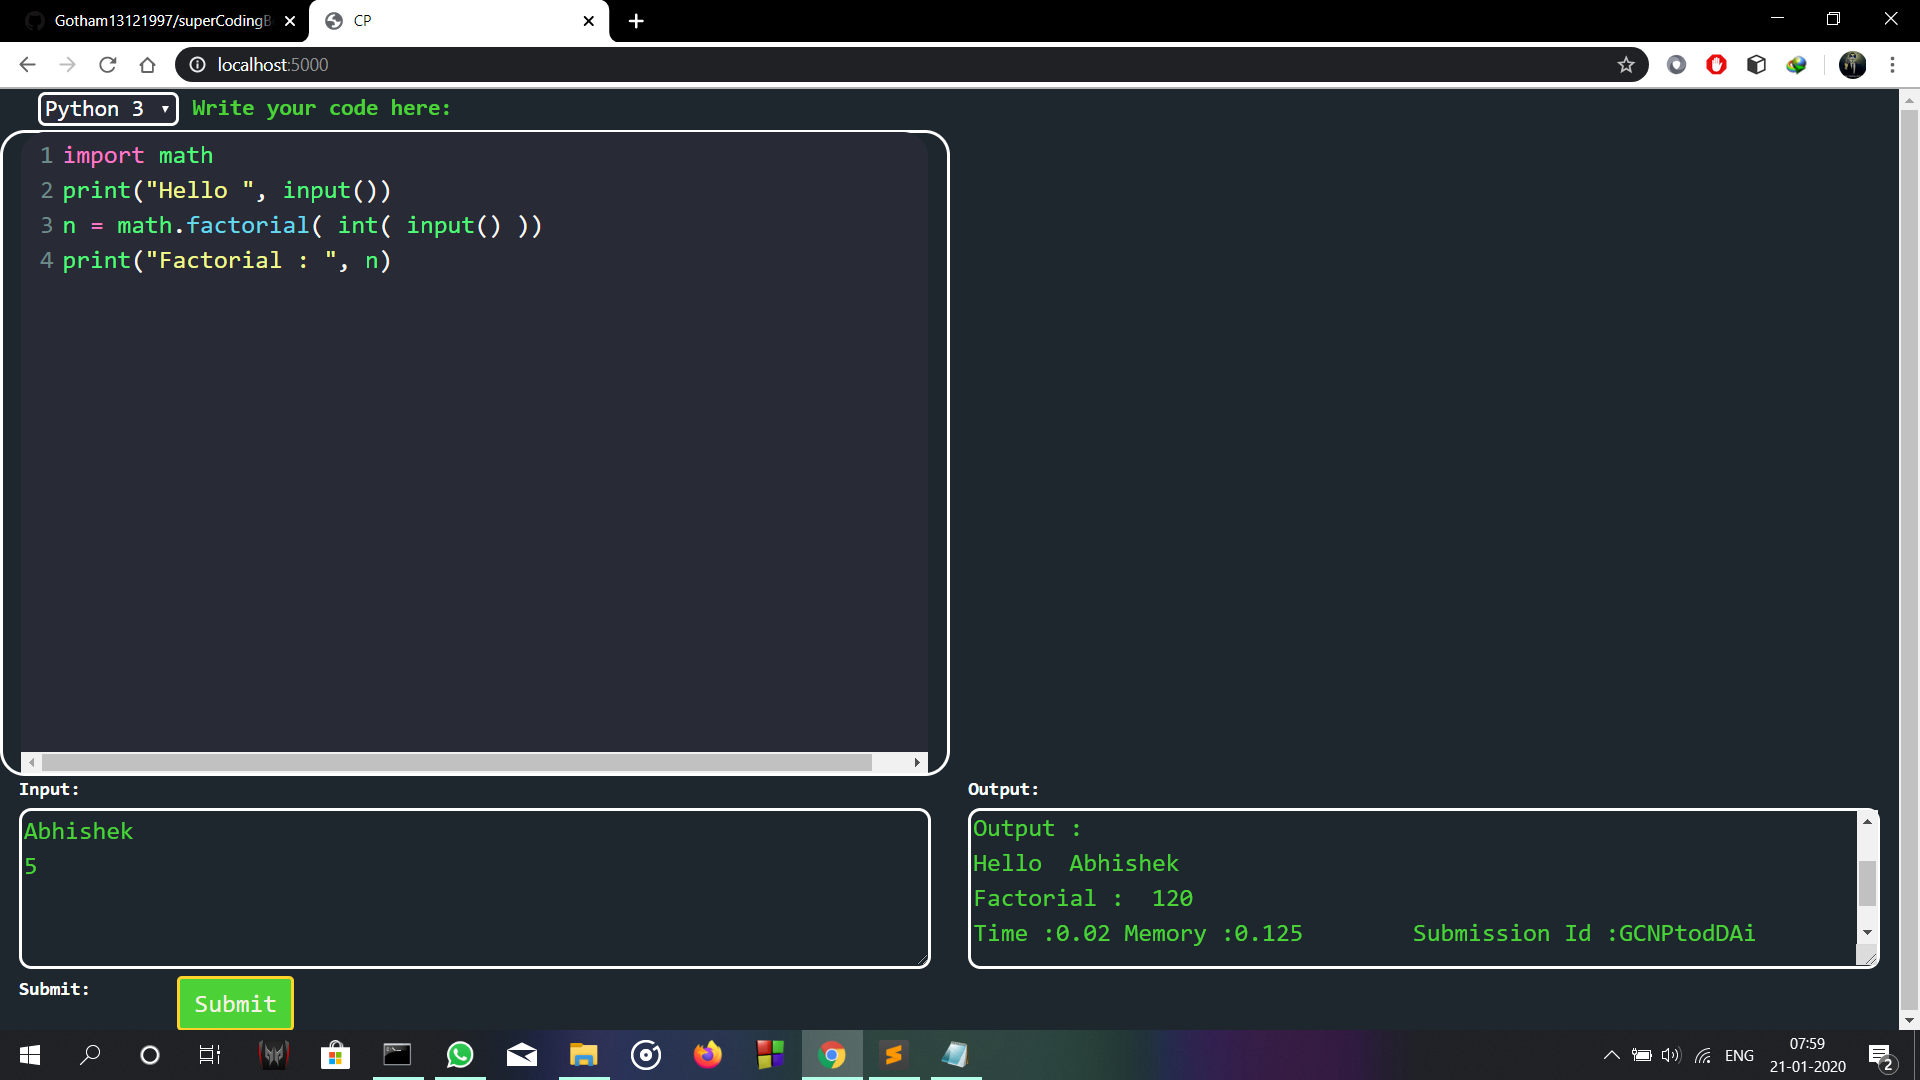 Gotham13121997/superCodingB
CP
localhost:5000
Python 3 Write your code here:
1 import math
2 print("Hello ", input())
3 n = math.factorial( int( input() ))
4 print("Factorial : ", n)
Input:
Abhishek
5
Output:
Output :
Hello  Abhishek
Factorial :  120
Time :0.02 Memory :0.125        Submission Id :GCNPtodDAi
Submit:
Submit
ENG
07:59
21-01-2020
2